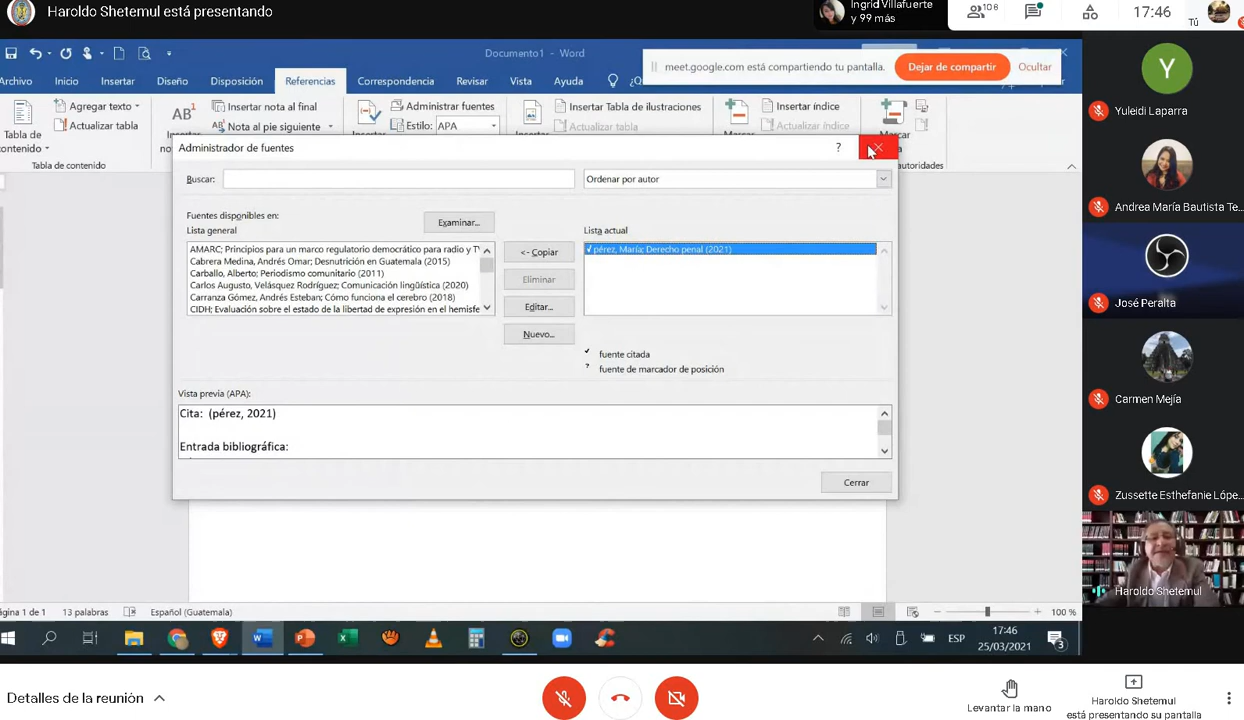 Haroldo Shetemul está presentando
Ingrid Villafuerte
y 99 más
106
17:46
Tú
Documento1 - Word
meet.google.com está compartiendo tu pantalla.
Dejar de compartir
Ocultar
Archivo
Inicio
Insertar
Diseño
Disposición
Referencias
Correspondencia
Revisar
Vista
Ayuda
Tabla de
contenido
Agregar texto
Actualizar tabla
Tabla de contenido
AB¹
Insertar nota al final
Nota al pie siguiente
Administrar fuentes
Estilo:
APA
Insertar Tabla de ilustraciones
Actualizar tabla
Insertar índice
Actualizar índice
Marcar
autoridades
Administrador de fuentes
?
Buscar:
Ordenar por autor
Fuentes disponibles en:
Lista general
Examinar...
Lista actual
AMARC; Principios para un marco regulatorio democrático para radio y TV
Cabrera Medina, Andrés Omar; Desnutrición en Guatemala (2015)
Carballo, Alberto; Periodismo comunitario (2011)
Carlos Augusto, Velásquez Rodríguez; Comunicación lingüística (2020)
Carranza Gómez, Andrés Esteban; Cómo funciona el cerebro (2018)
CIDH; Evaluación sobre el estado de la libertad de expresión en el hemisfe
<- Copiar
Eliminar
Editar...
Nuevo...
√ pérez, María; Derecho penal (2021)
fuente citada
? fuente de marcador de posición
Vista previa (APA):
Cita: (pérez, 2021)
Entrada bibliográfica:
Cerrar
ágina 1 de 1
13 palabras
Español (Guatemala)
100 %
ESP
17:46
25/03/2021
3
Y
Yuleidi Laparra
Andrea María Bautista Te...
José Peralta
Carmen Mejía
Zussette Esthefanie Lópe...
Haroldo Shetemul
Detalles de la reunión
Levantar la mano
Haroldo Shetemul
está presentando su pantalla